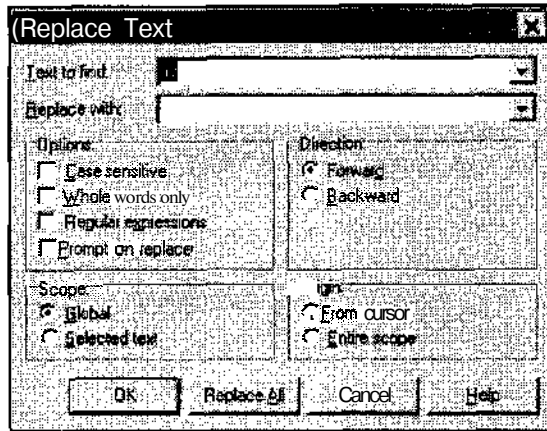 (Replace Text
Text to find:
Replace with:
Options
Case sensitive
Whole words only
Regular expressions
Prompt on replace
Direction
Forward
Backward
Scope
Global
Selected text
From cursor
Entire scope
OK
Replace All
Cancel
Help